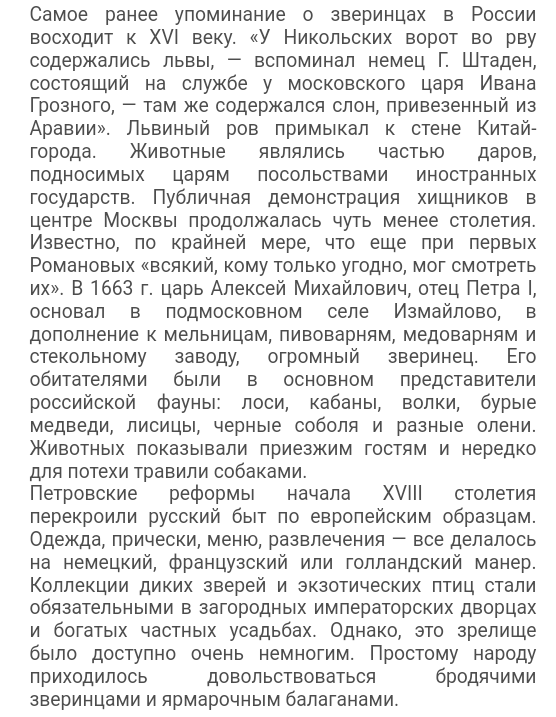 Самое ранее упоминание о зверинцах в России
восходит к XVI веку. «У Никольских ворот во рву
содержались львы, — вспоминал немец Г. Штаден,
состоящий на службе у московского царя Ивана
Грозного, — там же содержался слон, привезенный из
Аравии». Львиный ров примыкал к стене Китай-
города. Животные являлись частью даров,
подносимых царям посольствами иностранных
государств. Публичная демонстрация хищников в
центре Москвы продолжалась чуть менее столетия.
Известно, по крайней мере, что еще при первых
Романовых «всякий, кому только угодно, мог смотреть
их». В 1663 г. царь Алексей Михайлович, отец Петра I,
основал в подмосковном селе Измайлово, в
дополнение к мельницам, пивоварням, медоварням и
стекольному заводу, огромный зверинец. Его
обитателями были в основном представители
российской фауны: лоси, кабаны, волки, бурые
медведи, лисицы, черные соболя и разные олени.
Животных показывали приезжим гостям и нередко
для потехи травили собаками.
Петровские реформы начала XVIII столетия
перекроили русский быт по европейским образцам.
Одежда, прически, меню, развлечения — все делалось
на немецкий, французский или голландский манер.
Коллекции диких зверей и экзотических птиц стали
обязательными в загородных императорских дворцах
и богатых частных усадьбах. Однако, это зрелище
было доступно очень немногим. Простому народу
приходилось довольствоваться бродячими
зверинцами и ярмарочным балаганами.